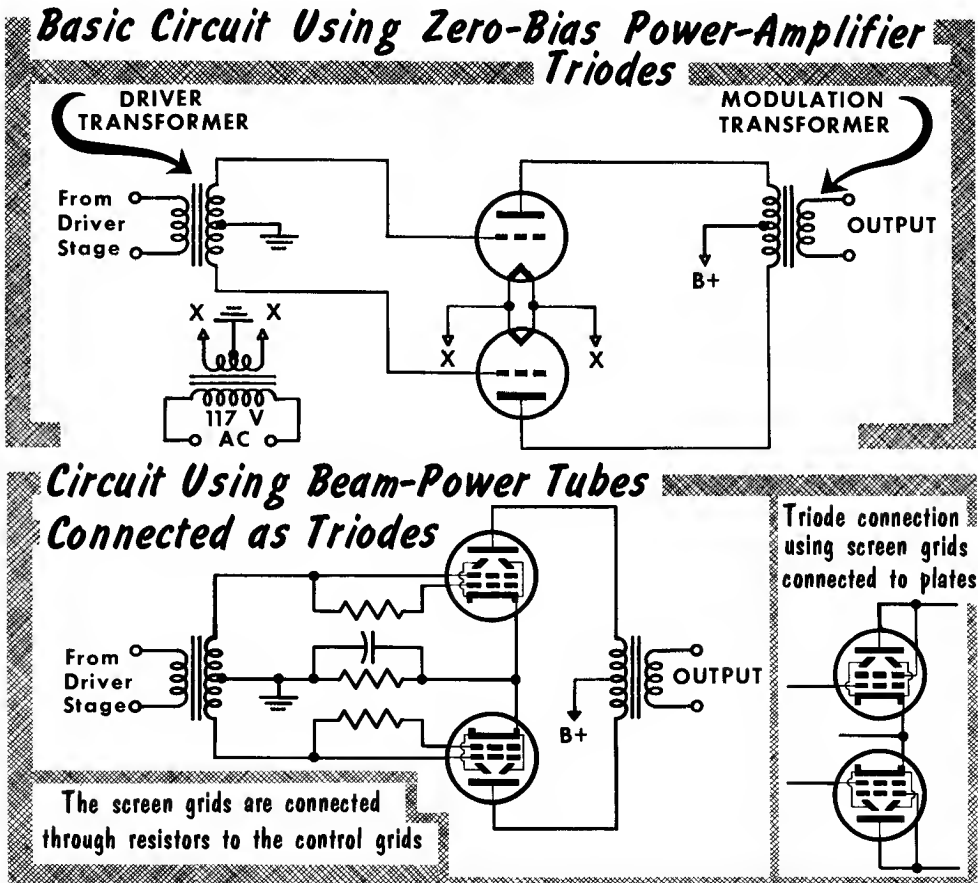 Basic Circuit Using Zero-Bias Power-Amplifier
Triodes
DRIVER
TRANSFORMER
MODULATION
TRANSFORMER
From
Driver
Stage
OUTPUT
B+
X X
X X
117 V
AC
Circuit Using Beam-Power Tubes
Connected as Triodes
From
Driver
Stage
OUTPUT
B+
The screen grids are connected
through resistors to the control grids
Triode connection
using screen grids
connected to plates